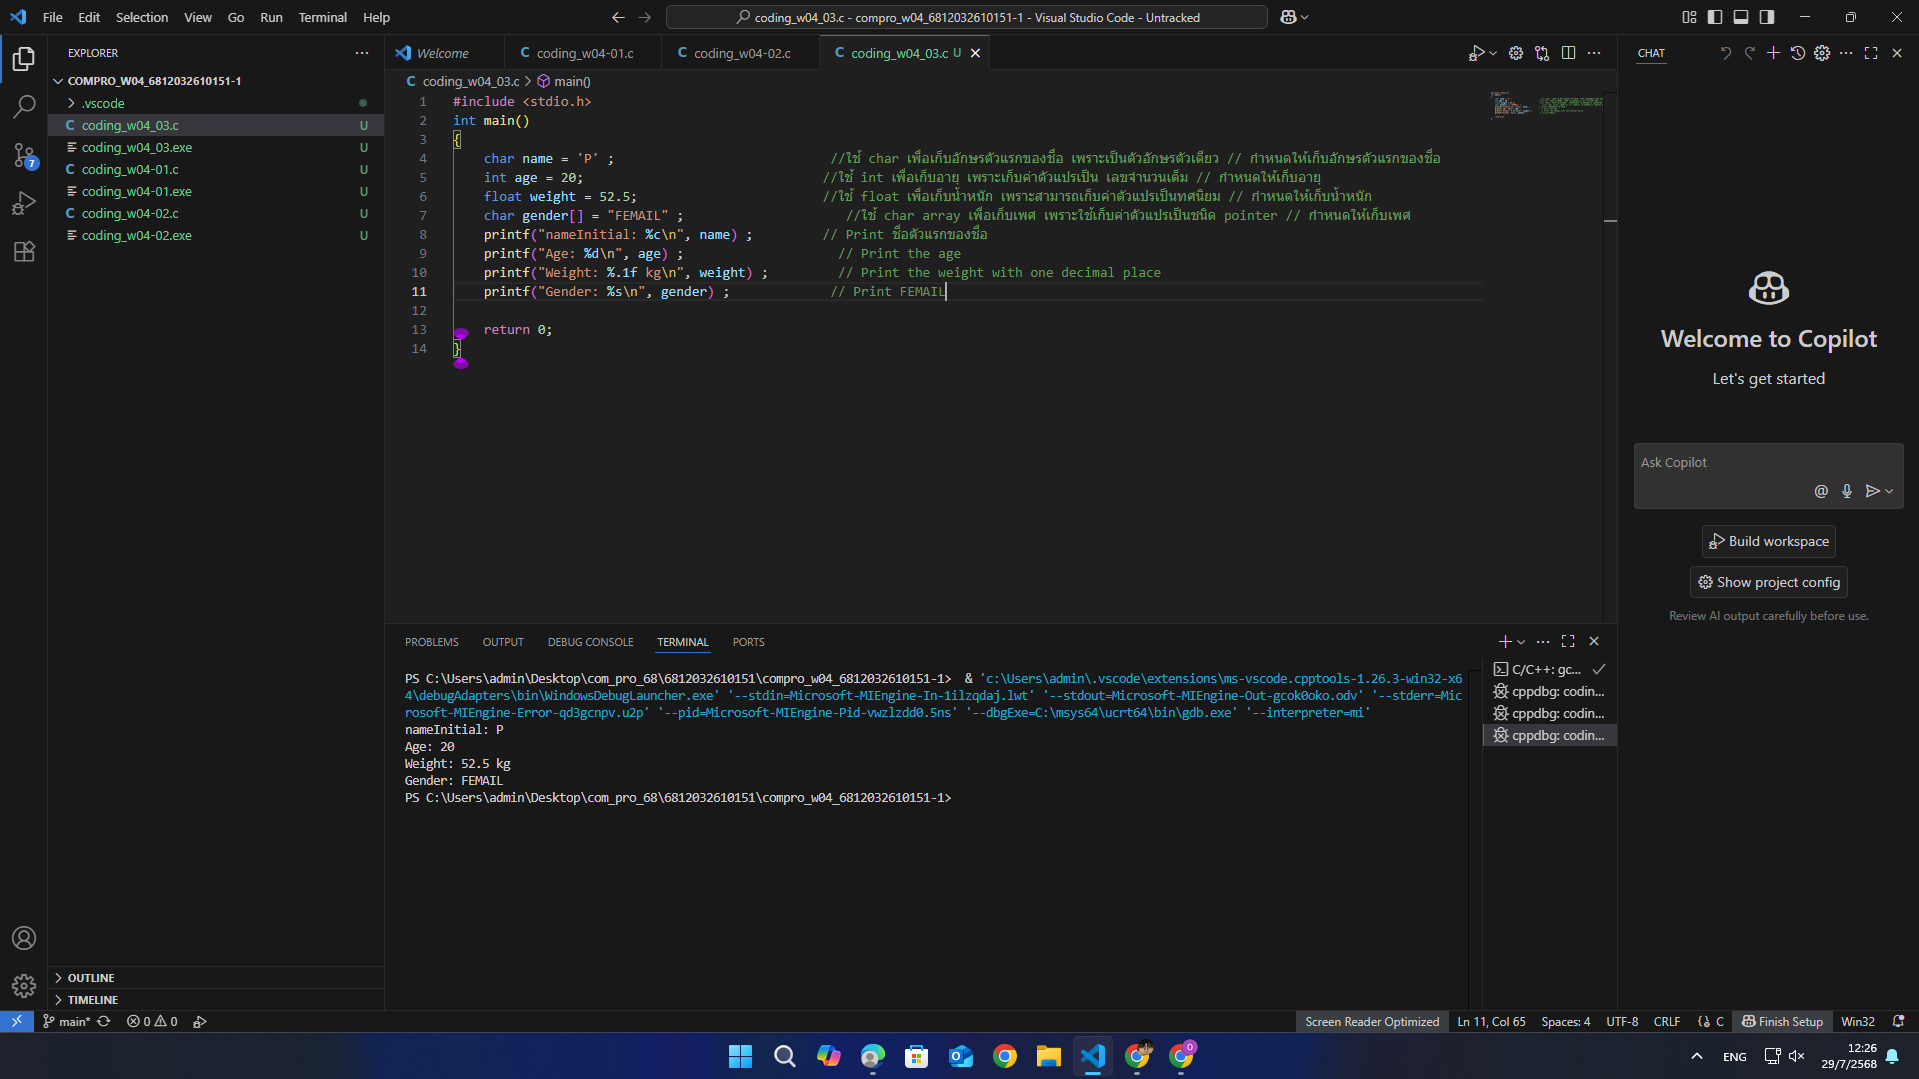 File Edit Selection View Go Run Terminal Help
coding_w04_03.c - compro_w04_6812032610151-1 - Visual Studio Code - Untracked
EXPLORER
COMPRO_W04_6812032610151-1
.vscode
coding_w04_03.c U
coding_w04_03.exe U
coding_w04-01.c U
coding_w04-01.exe U
coding_w04-02.c U
coding_w04-02.exe U
7
OUTLINE
TIMELINE
Welcome coding_w04-01.c coding_w04-02.c coding_w04_03.c U
coding_w04_03.c > main()
1 #include <stdio.h>
2 int main()
3 {
4 char name = 'P' ; //ใช้ char เพื่อเก็บอักษรตัวแรกของชื่อ เพราะเป็นตัวอักษรตัวเดียว // กำหนดให้เก็บอักษรตัวแรกของชื่อ
5 int age = 20; //ใช้ int เพื่อเก็บอายุ เพราะเก็บค่าตัวแปรเป็น เลขจำนวนเต็ม // กำหนดให้เก็บอายุ
6 float weight = 52.5; //ใช้ float เพื่อเก็บน้ำหนัก เพราะสามารถเก็บค่าตัวแปรเป็นทศนิยม // กำหนดให้เก็บน้ำหนัก
7 char gender[] = "FEMAIL" ; //ใช้ char array เพื่อเก็บเพศ เพราะใช้เก็บค่าตัวแปรเป็นชนิด pointer // กำหนดให้เก็บเพศ
8 printf("nameInitial: %c\n", name) ; // Print ชื่อตัวแรกของชื่อ
9 printf("Age: %d\n", age) ; // Print the age
10 printf("Weight: %.1f kg\n", weight) ; // Print the weight with one decimal place
11 printf("Gender: %s\n", gender) ; // Print FEMAIL
12
13 return 0;
14 }
PROBLEMS OUTPUT DEBUG CONSOLE TERMINAL PORTS
PS C:\Users\admin\Desktop\com_pro_68\6812032610151\compro_w04_6812032610151-1> & 'c:\Users\admin\.vscode\extensions\ms-vscode.cpptools-1.26.3-win32-x6
4\debugAdapters\bin\WindowsDebugLauncher.exe' '--stdin=Microsoft-MIEngine-In-1ilzqdaj.lwt' '--stdout=Microsoft-MIEngine-Out-gcok0oko.odv' '--stderr=Mic
rosoft-MIEngine-Error-qd3gcnpv.u2p' '--pid=Microsoft-MIEngine-Pid-vwzlzdd0.5ns' '--dbgExe=C:\msys64\ucrt64\bin\gdb.exe' '--interpreter=mi'
nameInitial: P
Age: 20
Weight: 52.5 kg
Gender: FEMAIL
PS C:\Users\admin\Desktop\com_pro_68\6812032610151\compro_w04_6812032610151-1>
C/C++: gc...
cppdbg: codin...
cppdbg: codin...
cppdbg: codin...
CHAT
Welcome to Copilot
Let's get started
Ask Copilot
Build workspace
Show project config
Review AI output carefully before use.
main* 0 0
Screen Reader Optimized Ln 11, Col 65 Spaces: 4 UTF-8 CRLF {} C Finish Setup Win32
ENG
12:26
29/7/2568